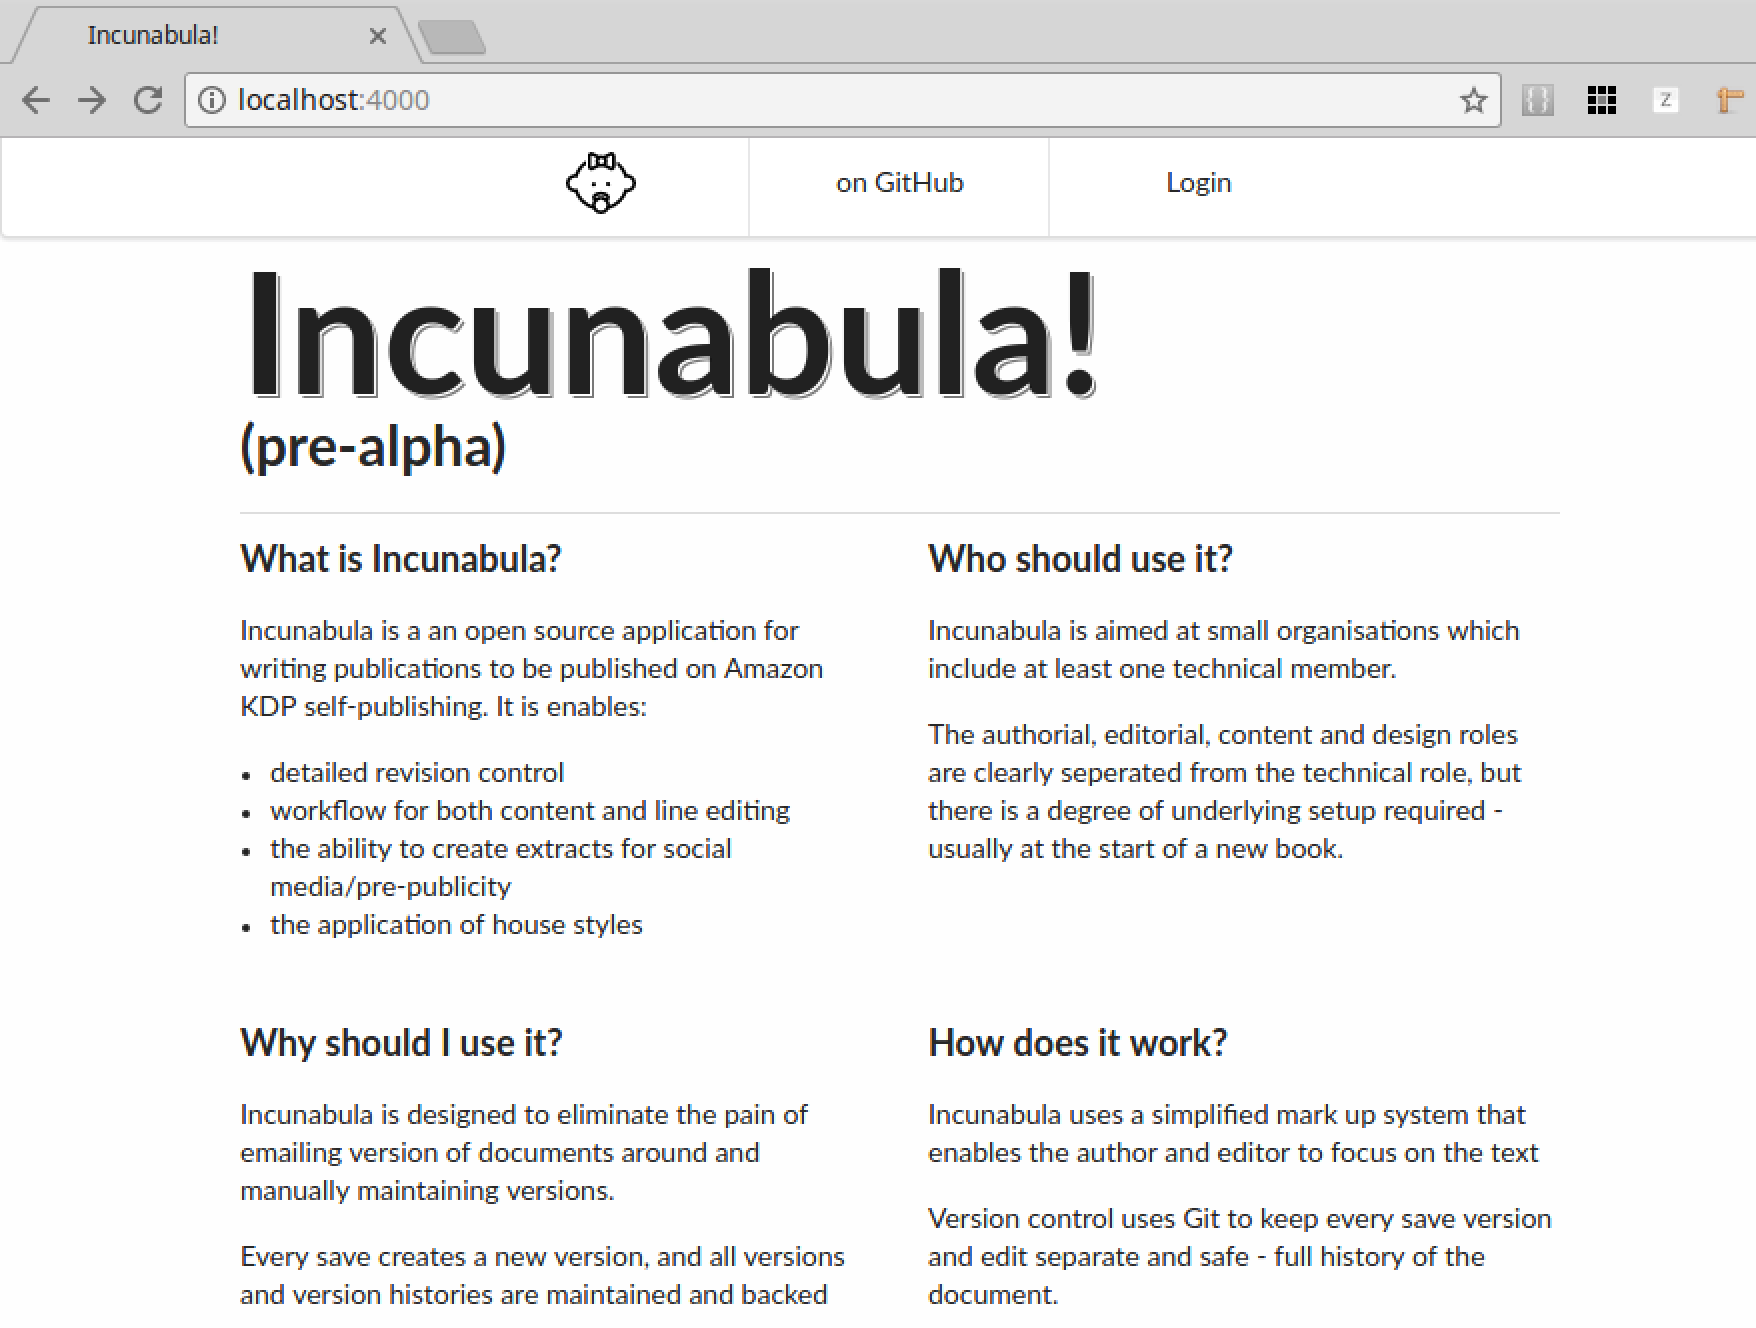 Incunabula!
localhost:4000
Z
on GitHub
Login
Incunabula!
(pre-alpha)
What is Incunabula?
Incunabula is a an open source application for
writing publications to be published on Amazon
KDP self-publishing. It is enables:
• detailed revision control
• workflow for both content and line editing
• the ability to create extracts for social
media/pre-publicity
• the application of house styles
Who should use it?
Incunabula is aimed at small organisations which
include at least one technical member.
The authorial, editorial, content and design roles
are clearly seperated from the technical role, but
there is a degree of underlying setup required -
usually at the start of a new book.
Why should I use it?
Incunabula is designed to eliminate the pain of
emailing version of documents around and
manually maintaining versions.
Every save creates a new version, and all versions
and version histories are maintained and backed
How does it work?
Incunabula uses a simplified mark up system that
enables the author and editor to focus on the text
Version control uses Git to keep every save version
and edit separate and safe - full history of the
document.